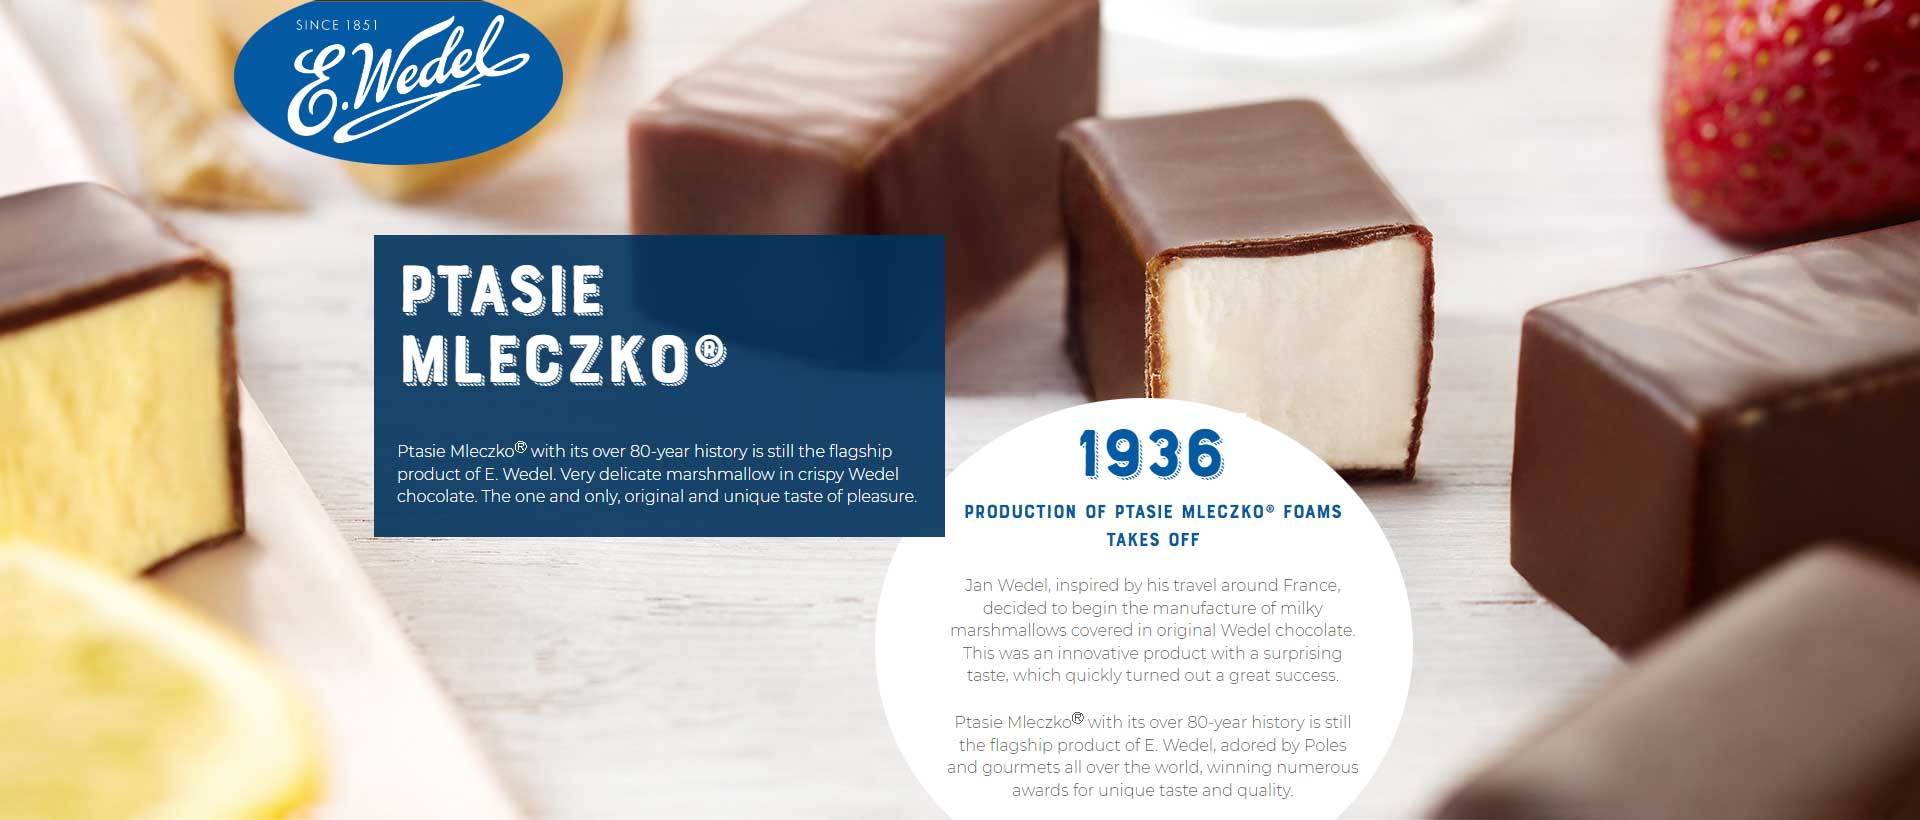 SINCE 1851
E.Wedel
PTASIE
MLECZKO®
Ptasie Mleczko® with its over 80-year history is still the flagship
product of E. Wedel. Very delicate marshmallow in crispy Wedel
chocolate. The one and only, original and unique taste of pleasure.
1936
PRODUCTION OF PTASIE MLECZKO® FOAMS
TAKES OFF
Jan Wedel, inspired by his travel around France,
decided to begin the manufacture of milky
marshmallows covered in original Wedel chocolate.
This was an innovative product with a surprising
taste, which quickly turned out a great success.
Ptasie Mleczko® with its over 80-year history is still
the flagship product of E. Wedel, adored by Poles
and gourmets all over the world, winning numerous
awards for unique taste and quality.